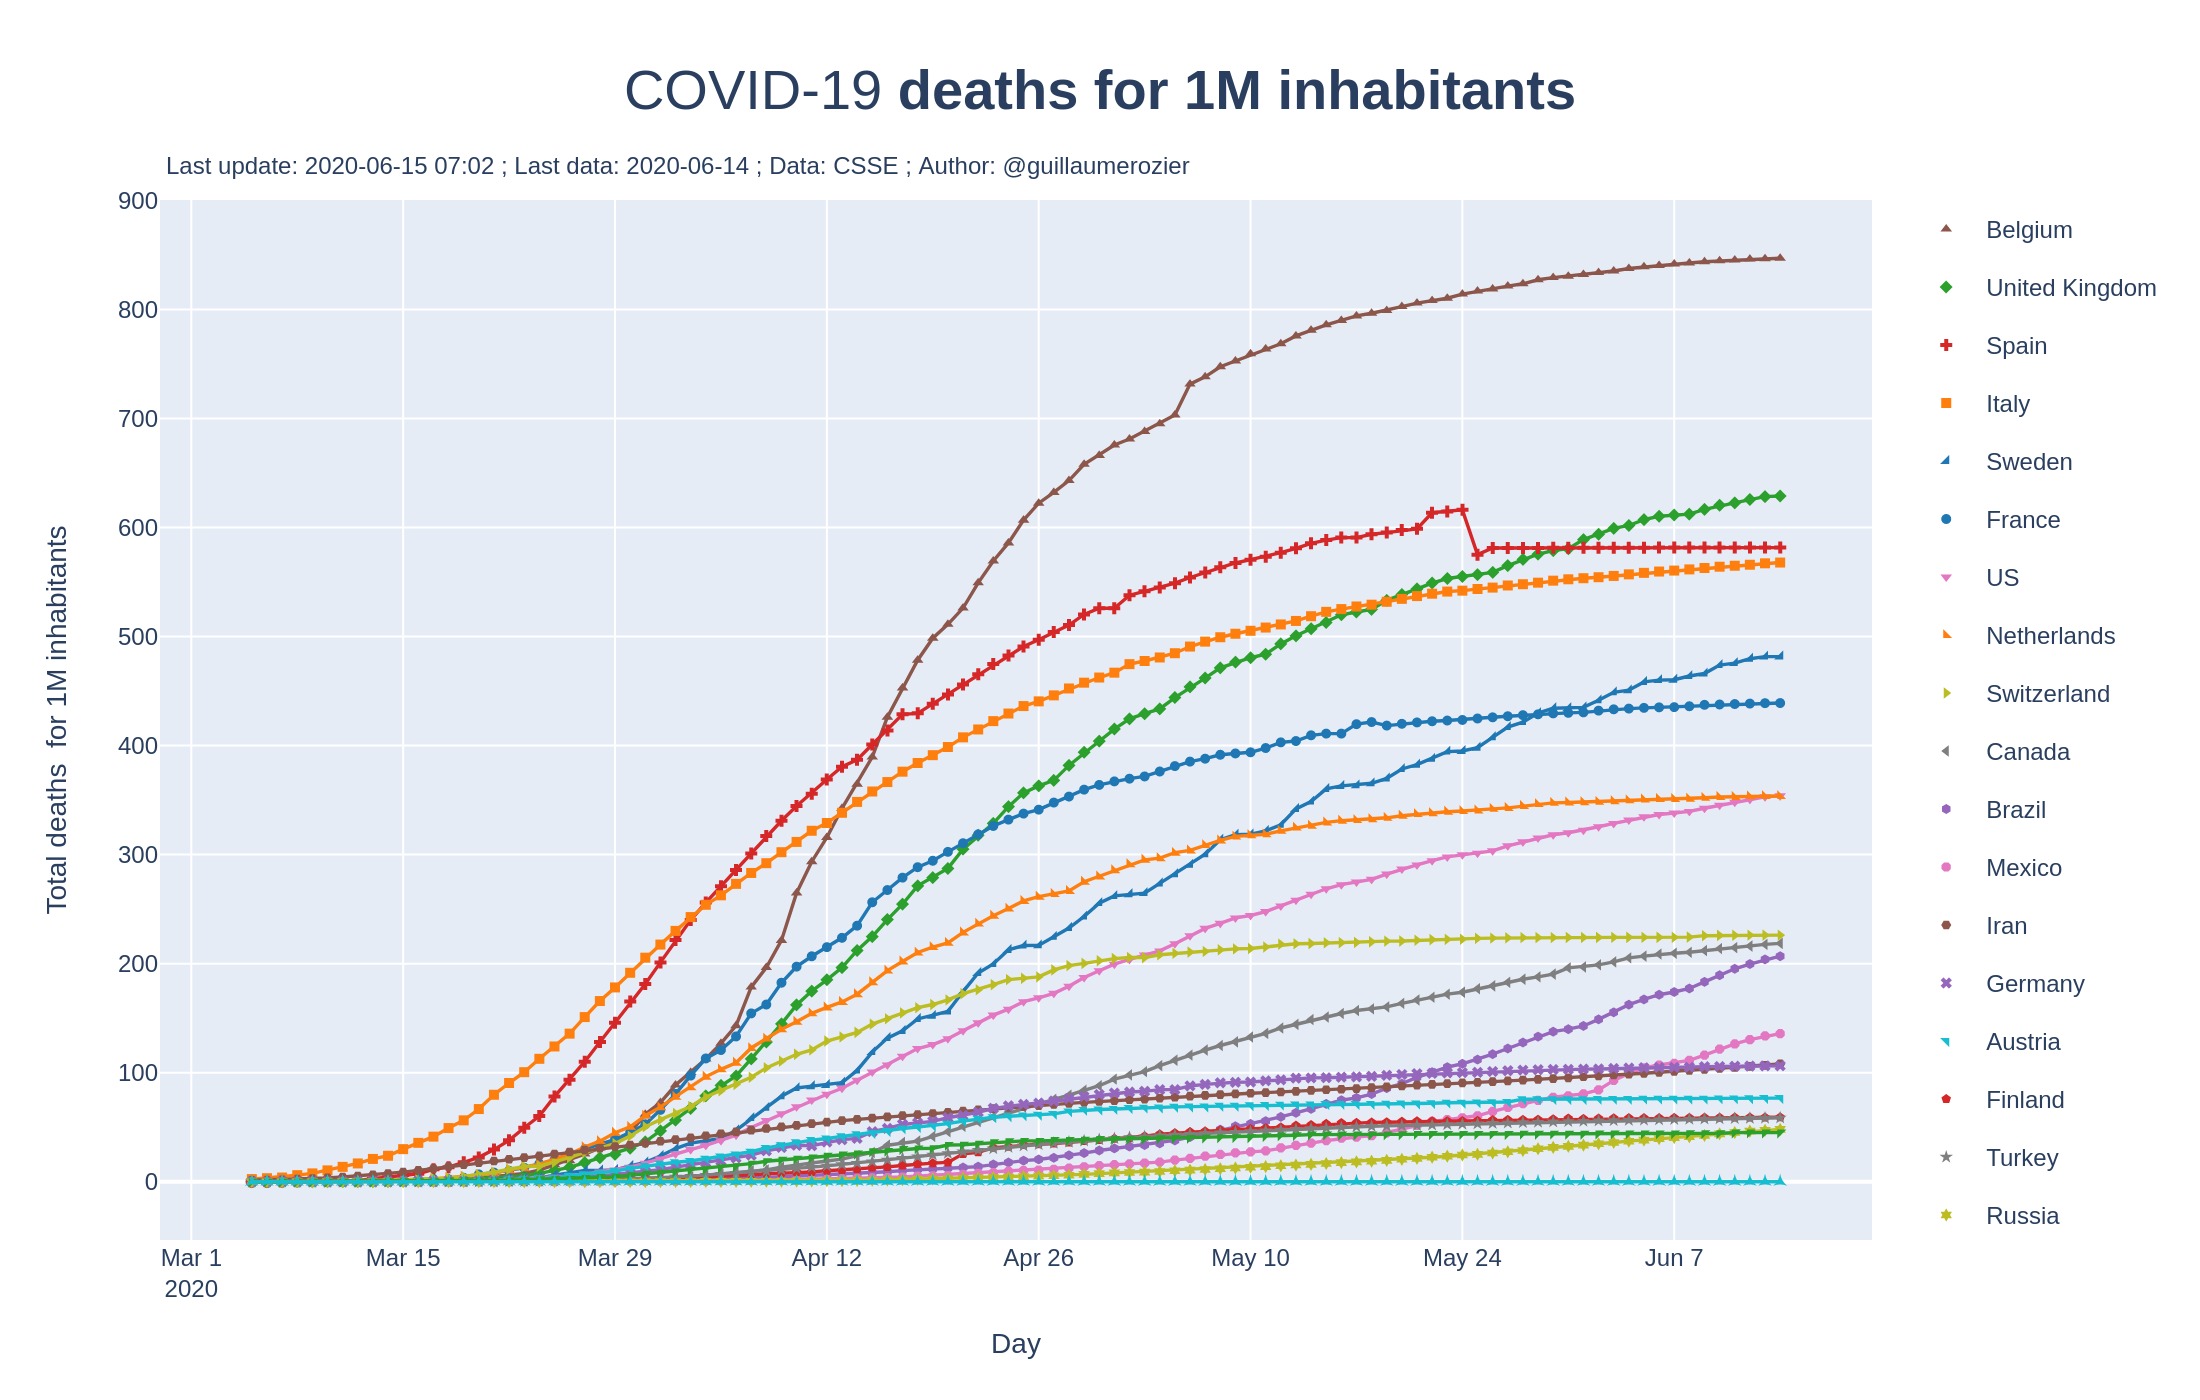 COVID-19 deaths for 1M inhabitants
Last update: 2020-06-15 07:02 ; Last data: 2020-06-14 ; Data: CSSE ; Author: @guillaumerozier
Total deaths for 1M inhabitants
900
800
700
600
500
400
300
200
100
0
Mar 1
2020
Mar 15
Mar 29
Apr 12
Apr 26
May 10
May 24
Jun 7
Day
Belgium
United Kingdom
Spain
Italy
Sweden
France
US
Netherlands
Switzerland
Canada
Brazil
Mexico
Iran
Germany
Austria
Finland
Turkey
Russia